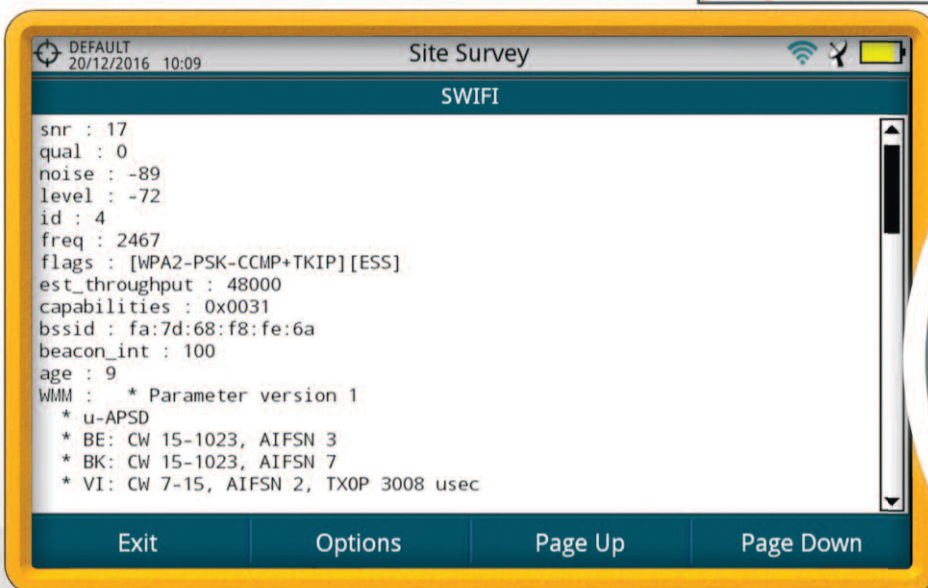 DEFAULT
20/12/2016 10:09
Site Survey
SWIFI
snr : 17
qual : 0
noise : -89
level : -72
id : 4
freq : 2467
flags : [WPA2-PSK-CCMP+TKIP][ESS]
est_throughput : 48000
capabilities : 0x0031
bssid : fa:7d:68:f8:fe:6a
beacon_int : 100
age : 9
WMM : * Parameter version 1
* u-APSD
* BE: CW 15-1023, AIFSN 3
* BK: CW 15-1023, AIFSN 7
* VI: CW 7-15, AIFSN 2, TXOP 3008 usec
Exit Options Page Up Page Down